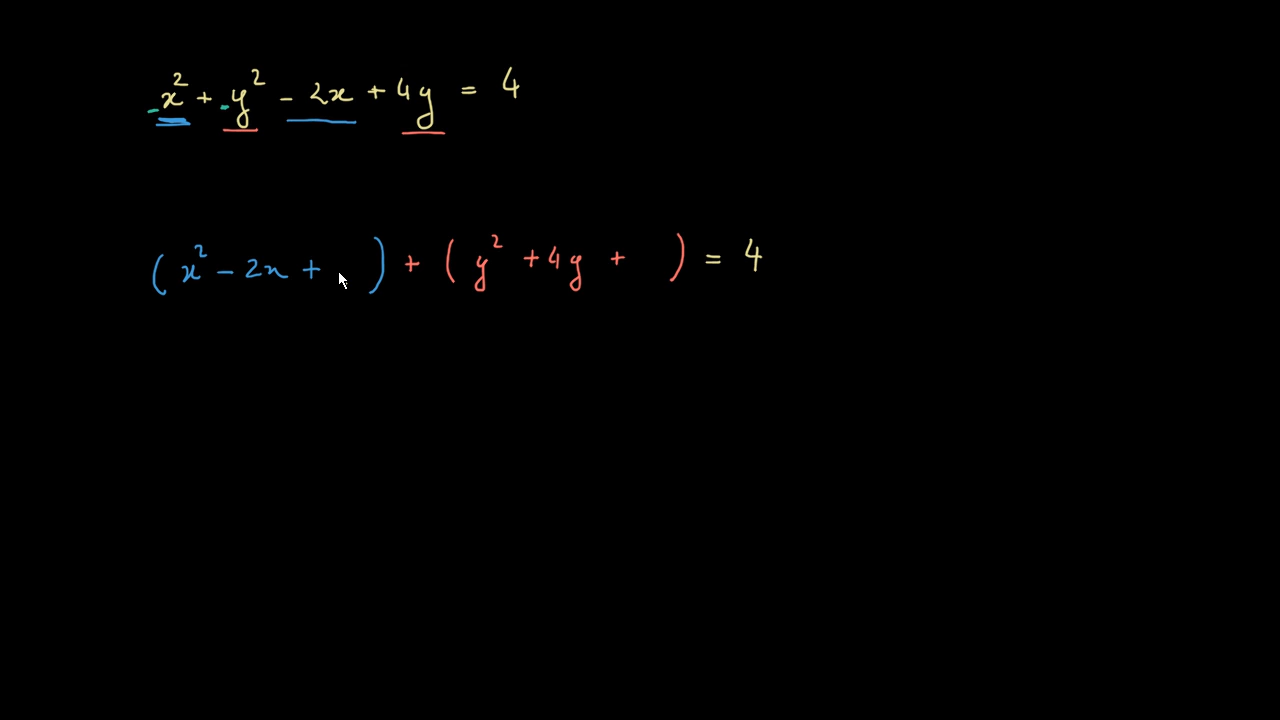 x² + y² - 2x + 4y = 4
(x² - 2x +   ) + (y² + 4y +   ) = 4